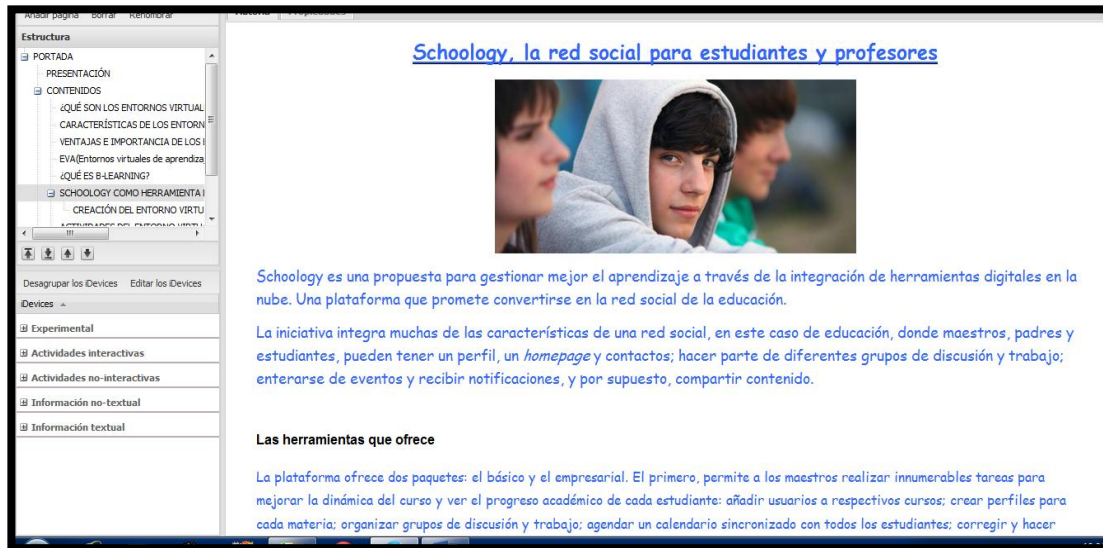 Añadir página Borrar Renombrar
Autoría Propiedades
Estructura
PORTADA
PRESENTACIÓN
CONTENIDOS
¿QUÉ SON LOS ENTORNOS VIRTUAL
CARACTERÍSTICAS DE LOS ENTORN
VENTAJAS E IMPORTANCIA DE LOS
EVA(Entornos virtuales de aprendiza
¿QUÉ ES B-LEARNING?
SCHOOLOGY COMO HERRAMIENTA
CREACIÓN DEL ENTORNO VIRTU
ACTIVIDADES DEL ENTORNO VIRTU
Desagrupar los iDevices Editar los iDevices
iDevices
Experimental
Actividades interactivas
Actividades no-interactivas
Información no-textual
Información textual
Schoology, la red social para estudiantes y profesores
Schoology es una propuesta para gestionar mejor el aprendizaje a través de la integración de herramientas digitales en la
nube. Una plataforma que promete convertirse en la red social de la educación.
La iniciativa integra muchas de las características de una red social, en este caso de educación, donde maestros, padres y
estudiantes, pueden tener un perfil, un homepage y contactos; hacer parte de diferentes grupos de discusión y trabajo;
enterarse de eventos y recibir notificaciones, y por supuesto, compartir contenido.
Las herramientas que ofrece
La plataforma ofrece dos paquetes: el básico y el empresarial. El primero, permite a los maestros realizar innumerables tareas para
mejorar la dinámica del curso y ver el progreso académico de cada estudiante: añadir usuarios a respectivos cursos; crear perfiles para
cada materia; organizar grupos de discusión y trabajo; agendar un calendario sincronizado con todos los estudiantes; corregir y hacer